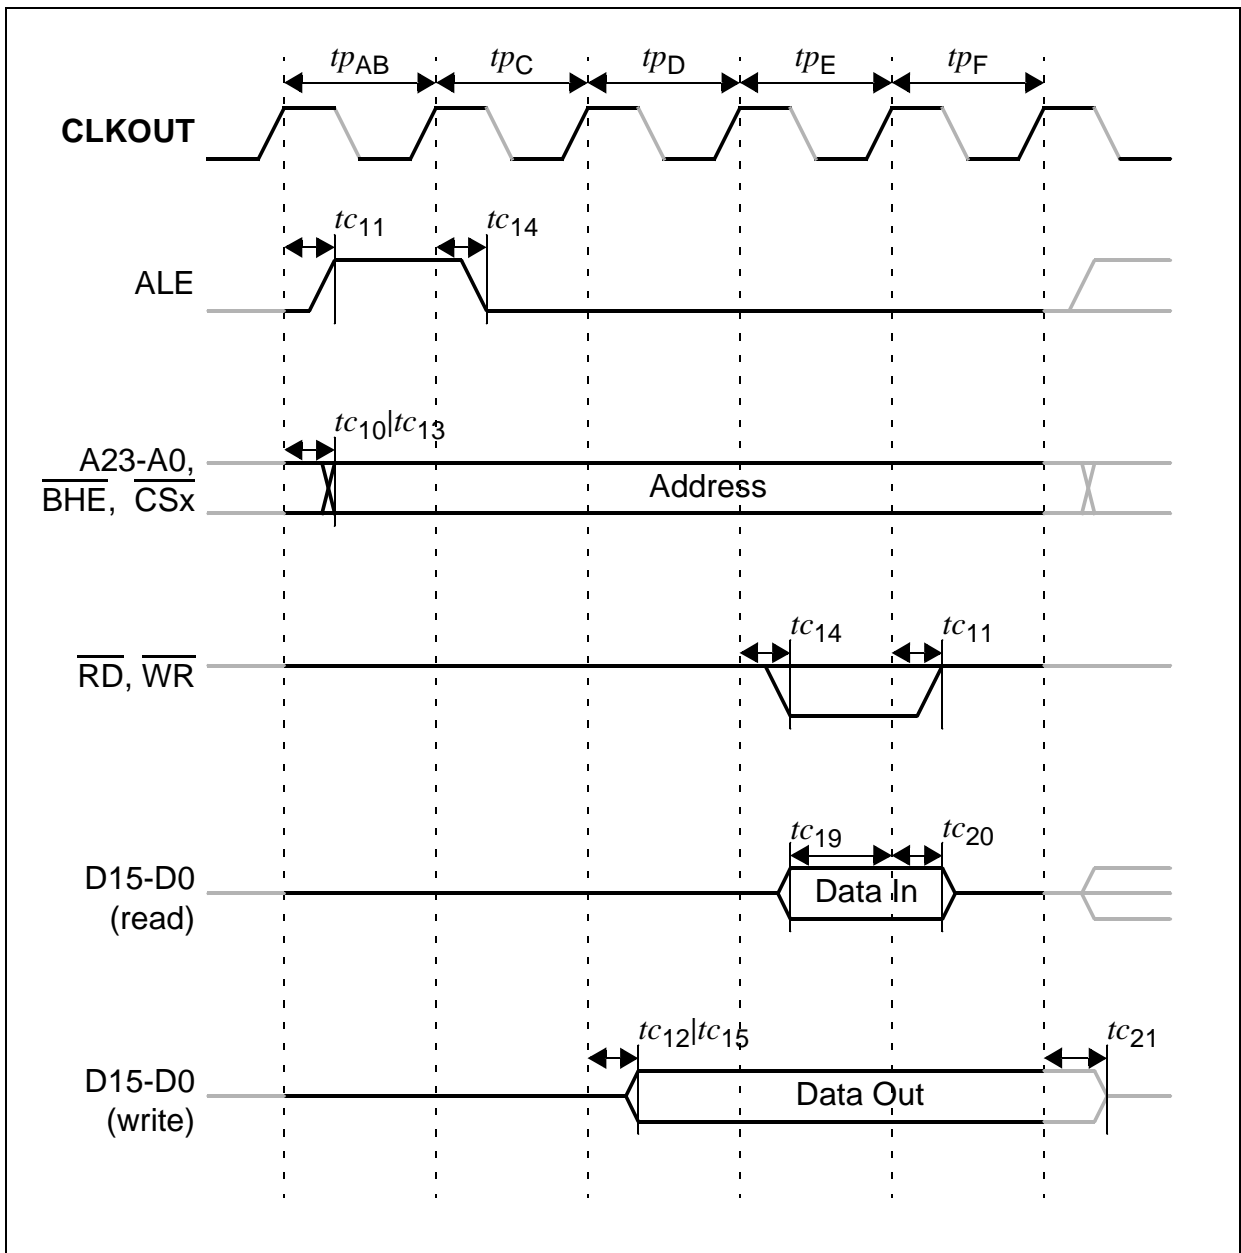 tpAB tpC tpD tpE tpF
CLKOUT
tc11 tc14
ALE
tc10|tc13
A23-A0,
BHE, CSx
Address
tc14 tc11
RD, WR
tc19 tc20
D15-D0
(read)
Data In
tc12|tc15 tc21
D15-D0
(write)
Data Out